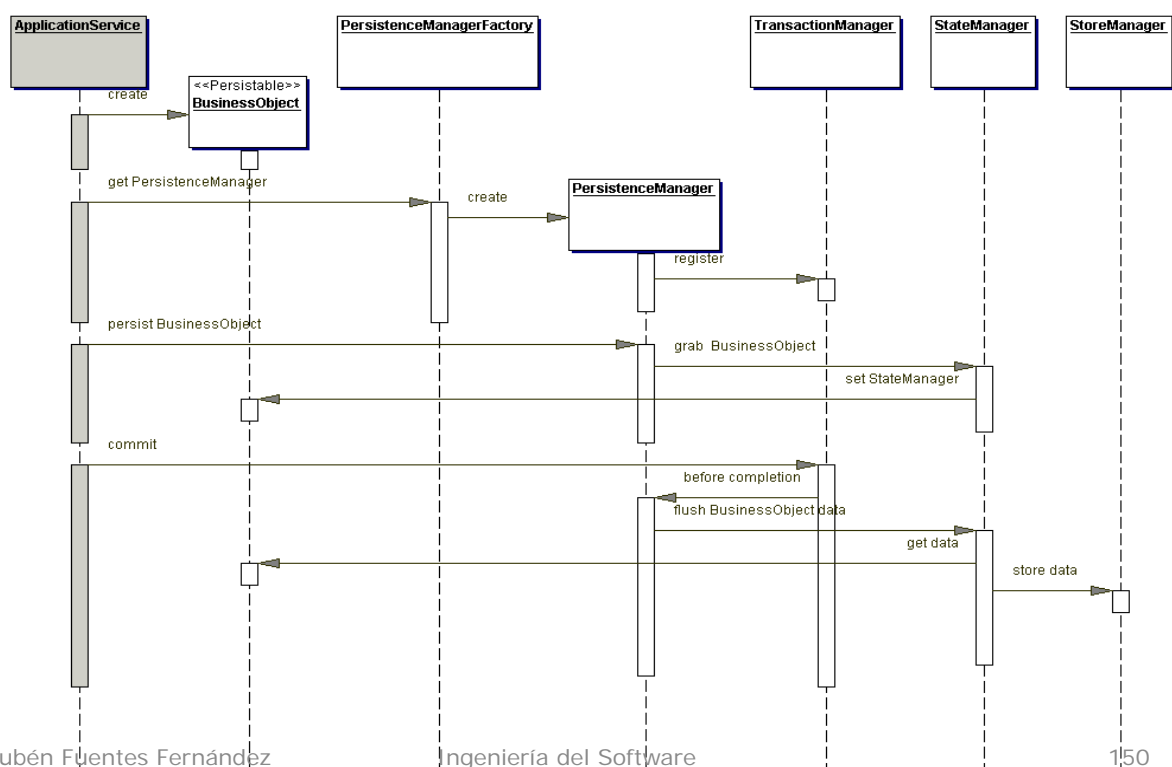 ApplicationService
PersistenceManagerFactory
TransactionManager
StateManager
StoreManager
<<Persistable>>
BusinessObject
create
get PersistenceManager
create
PersistenceManager
register
persist BusinessObject
grab BusinessObject
set StateManager
commit
before completion
flush BusinessObject data
get data
store data
ubén Fuentes Fernández
Ingeniería del Software
150